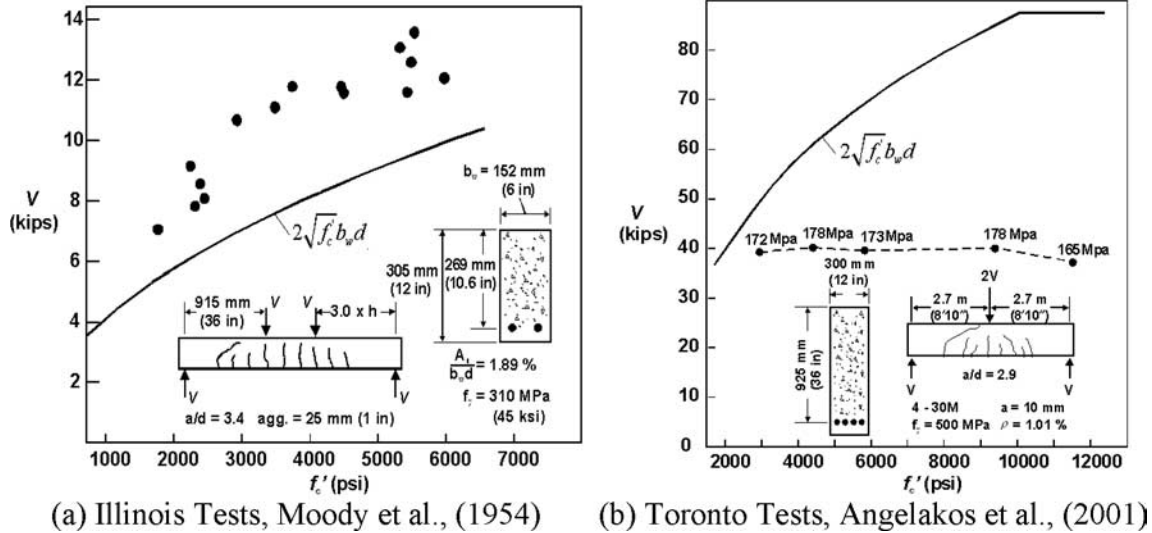 14
12
10
8
6
4
2
V
(kips)
1000 2000 3000 4000 5000 6000 7000
f_c' (psi)
2√f_c' b_w d
b_w = 152 mm
(6 in)
305 mm
(12 in)
269 mm
(10.6 in)
915 mm
(36 in)
V V
3.0 x h
V V
a/d = 3.4 agg. = 25 mm (1 in)
A_s/b_w d = 1.89 %
= 310 MPa
(45 ksi)
(a) Illinois Tests, Moody et al., (1954)
80
70
60
50
40
30
20
10
0
V
(kips)
2000 4000 6000 8000 10000 12000
f_c' (psi)
2√f_c' b_w d
172 Mpa 178 Mpa 173Mpa 178 Mpa 165Mpa
300 mm
(12 in)
925 mm
(36 in)
2V
2.7 m 2.7 m
(8'10") (8'10")
V V
a/d = 2.9
4 - 30M a = 10 mm
= 500 MPa ρ = 1.01 %
(b) Toronto Tests, Angelakos et al., (2001)